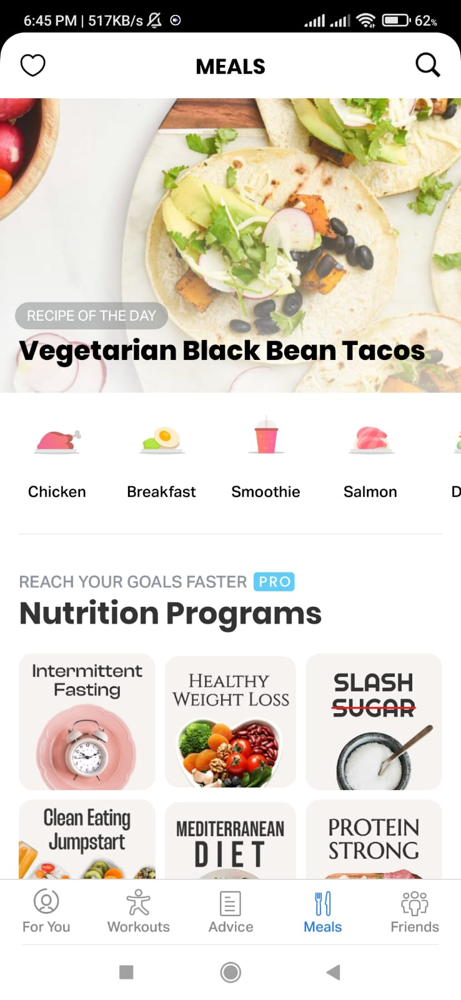 6:45 PM | 517KB/s
62%
MEALS
RECIPE OF THE DAY
Vegetarian Black Bean Tacos
Chicken
Breakfast
Smoothie
Salmon
D
REACH YOUR GOALS FASTER PRO
Nutrition Programs
Intermittent
Fasting
HEALTHY
WEIGHT LOSS
SLASH
SUGAR
Clean Eating
Jumpstart
MEDITERRANEAN
DIET
PROTEIN
STRONG
For You
Workouts
Advice
Meals
Friends